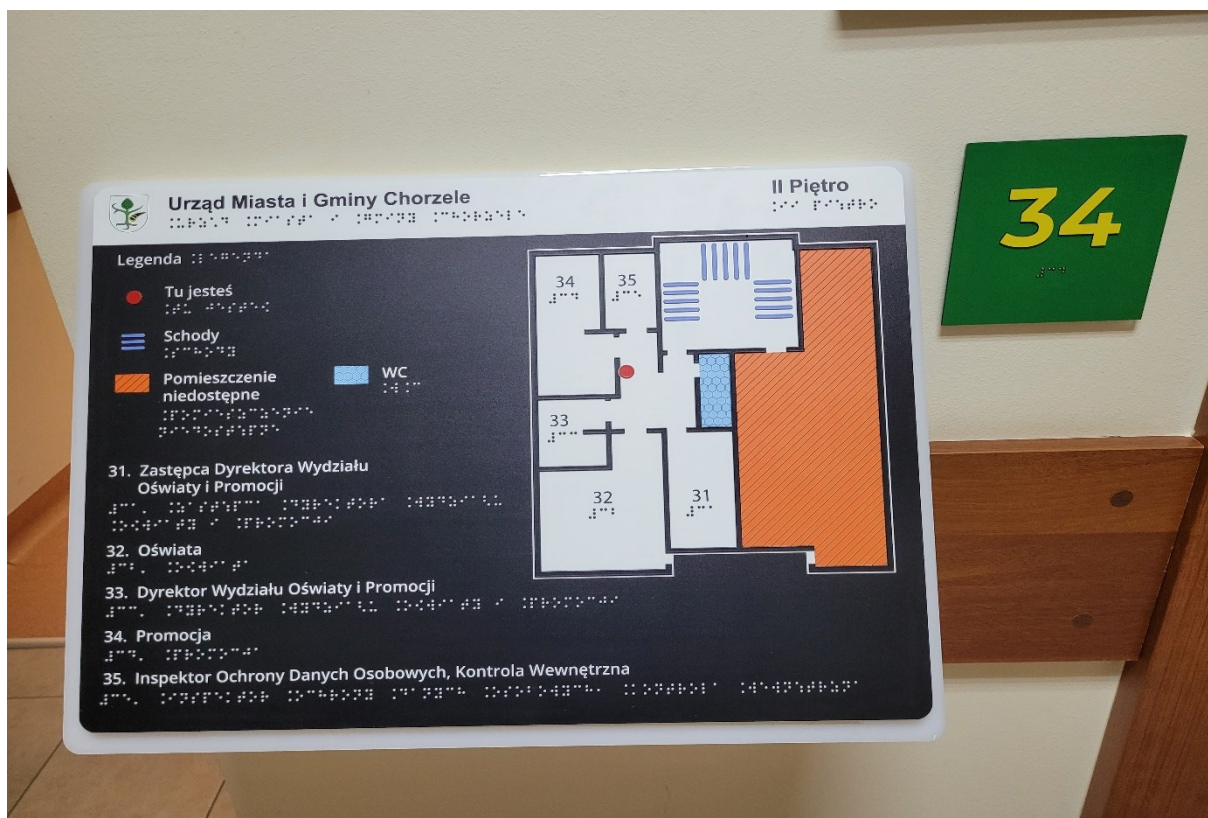 Urząd Miasta i Gminy Chorzele
II Piętro
Legenda
Tu jesteś
Schody
Pomieszczenie
niedostępne
WC
31. Zastępca Dyrektora Wydziału
Oświaty i Promocji
32. Oświata
33. Dyrektor Wydziału Oświaty i Promocji
34. Promocja
35. Inspektor Ochrony Danych Osobowych, Kontrola Wewnętrzna
34
35
33
32
31
34